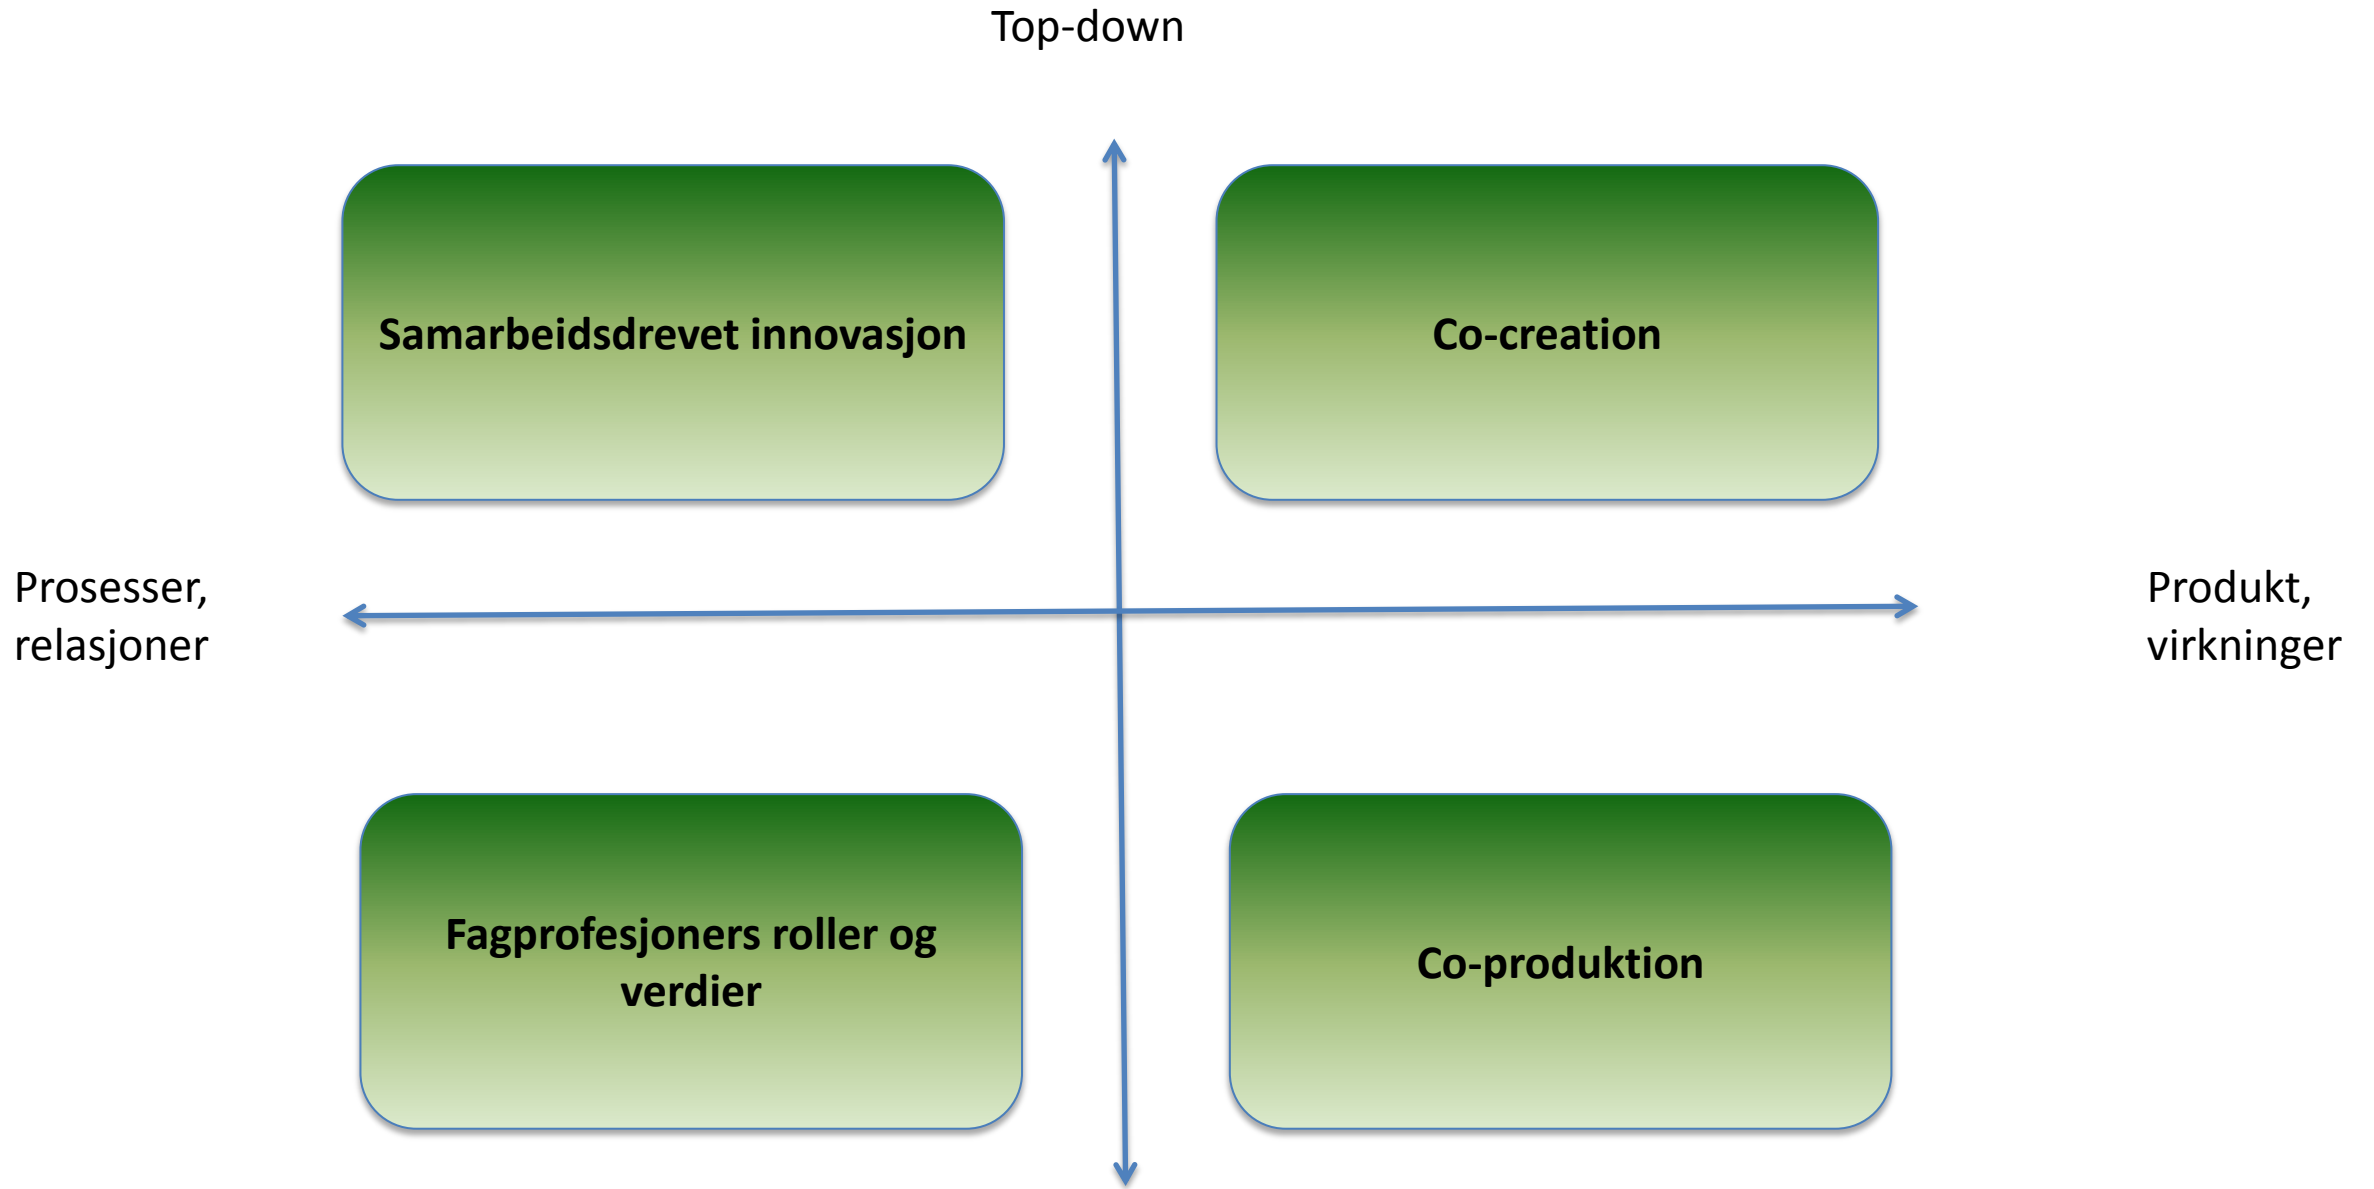 Top-down
Samarbeidsdrevet innovasjon
Co-creation
Prosesser,
relasjoner
Produkt,
virkninger
Fagprofesjoners roller og
verdier
Co-produktion